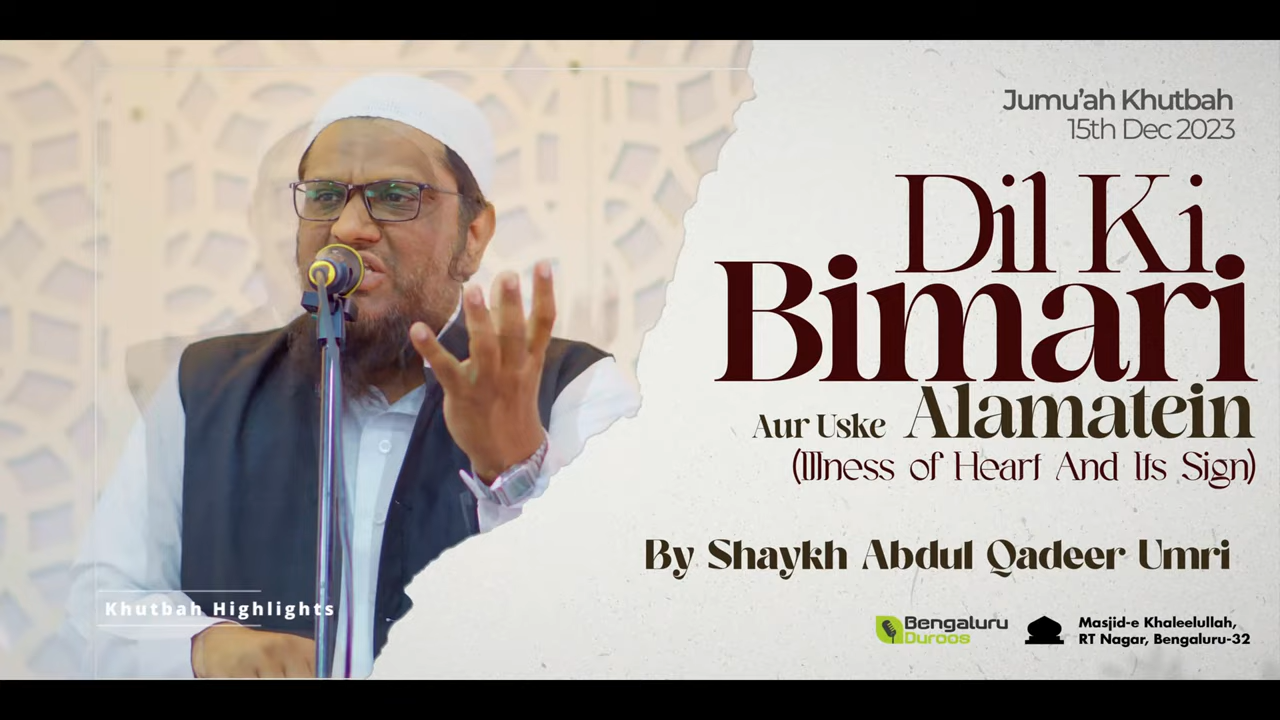 Jumu'ah Khutbah
15th Dec 2023
Dil Ki
Bimari
Aur Uske Alamatein
(Illness of Heart And Its Sign)
By Shaykh Abdul Qadeer Umri
Khutbah Highlights
Bengaluru
Duroos
Masjid-e Khaleelullah,
RT Nagar, Bengaluru-32